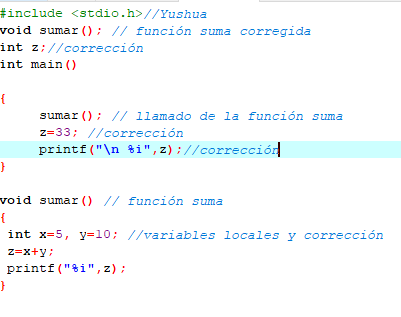 #include <stdio.h>//Yushua
void sumar(); // función suma corregida
int z;//corrección
int main()
{
sumar(); // llamado de la función suma
z=33; //corrección
printf("\n %i",z);//corrección
}
void sumar() // función suma
{
int x=5, y=10; //variables locales y corrección
z=x+y;
printf("%i",z);
}